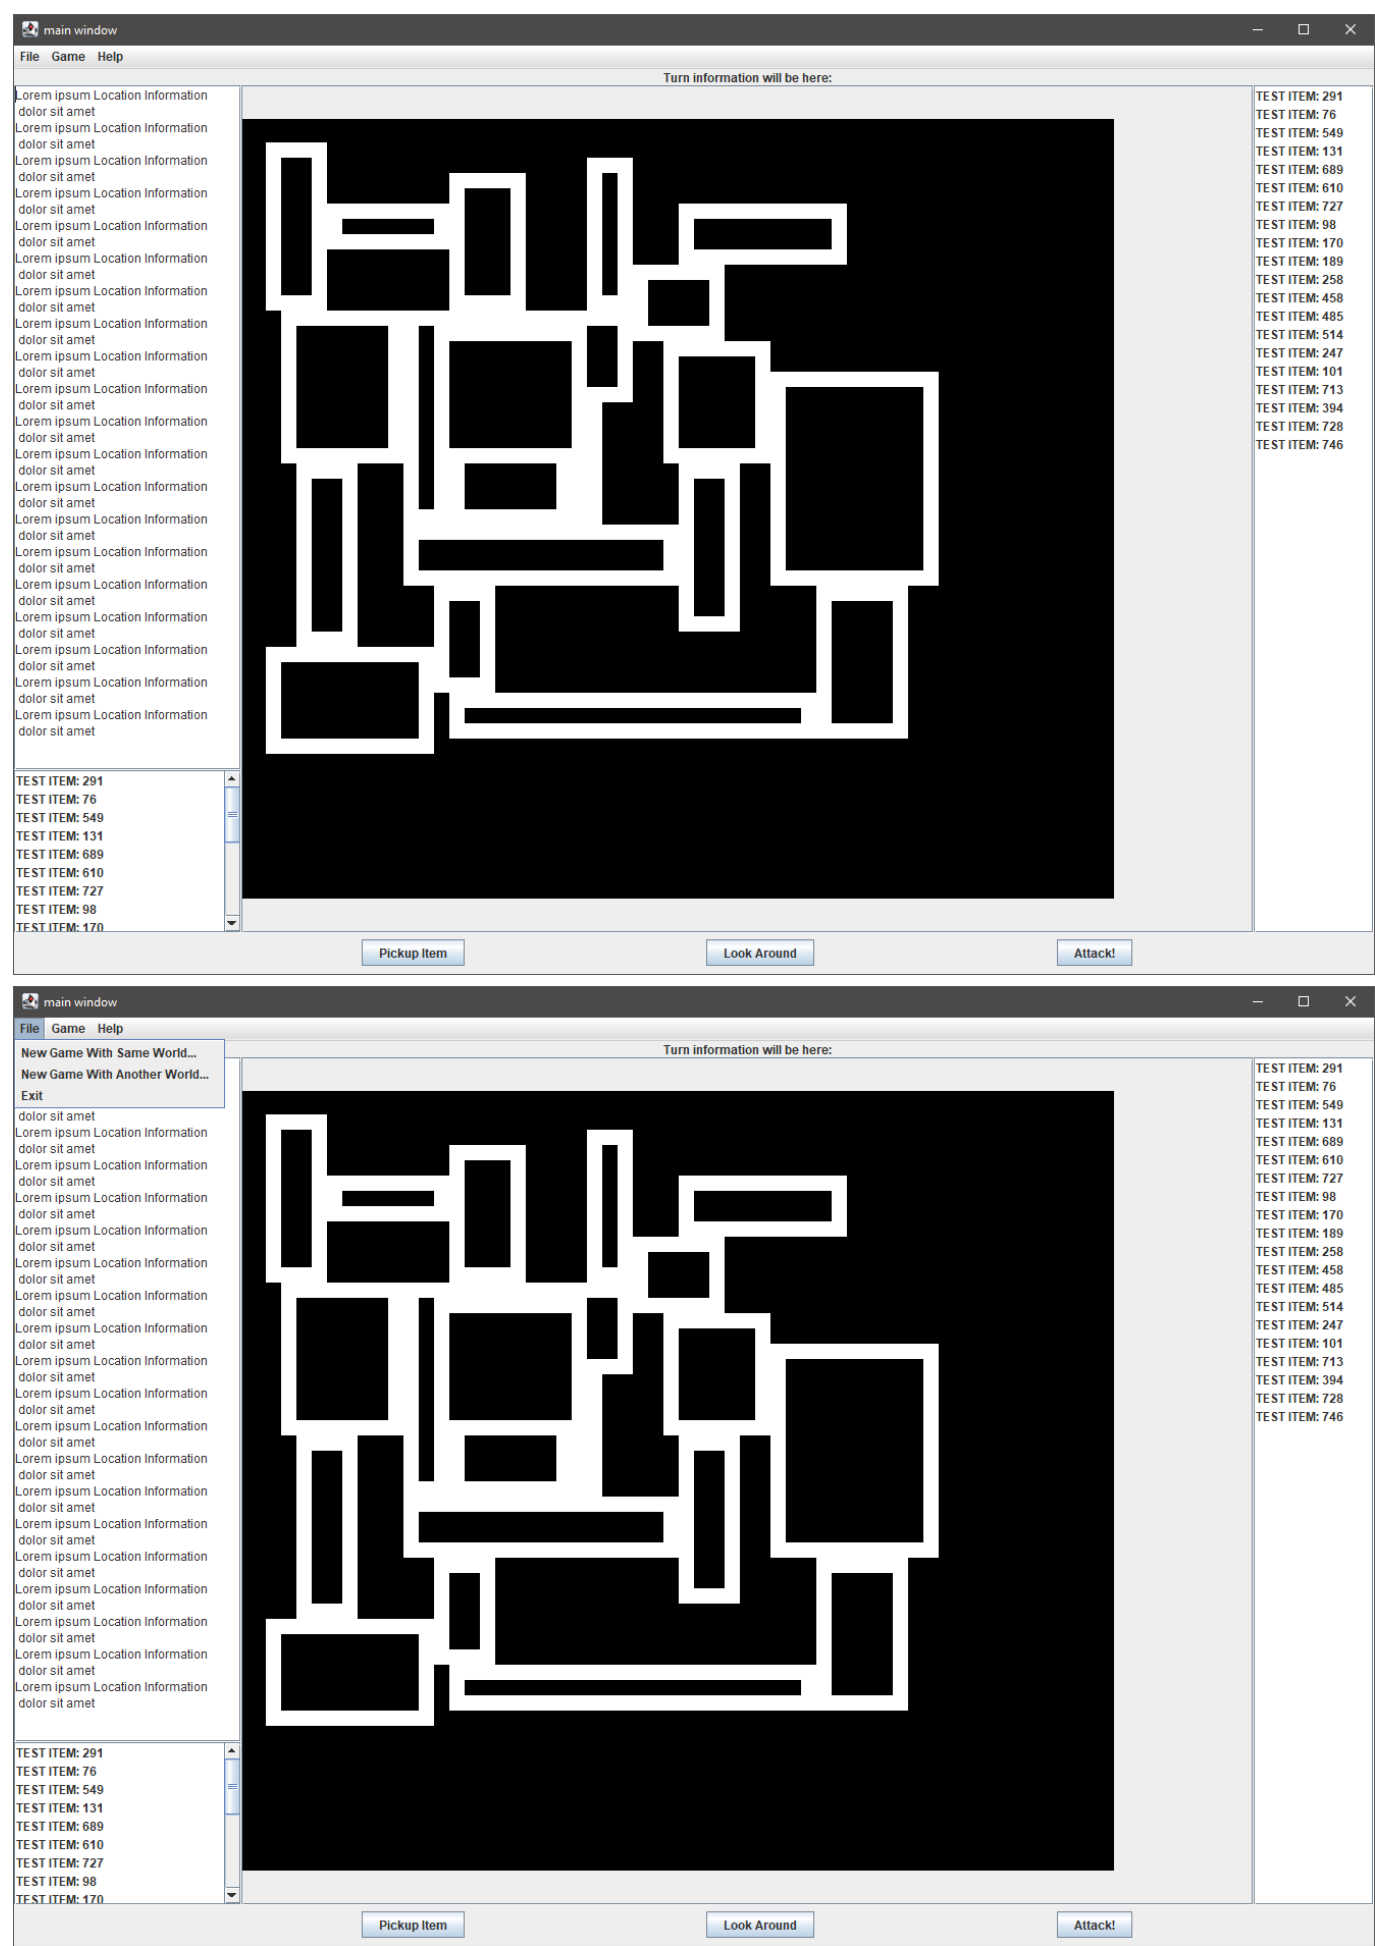 main window
File Game Help
Turn information will be here:
Lorem ipsum Location Information
dolor sit amet
Lorem ipsum Location Information
dolor sit amet
Lorem ipsum Location Information
dolor sit amet
Lorem ipsum Location Information
dolor sit amet
Lorem ipsum Location Information
dolor sit amet
Lorem ipsum Location Information
dolor sit amet
Lorem ipsum Location Information
dolor sit amet
Lorem ipsum Location Information
dolor sit amet
Lorem ipsum Location Information
dolor sit amet
Lorem ipsum Location Information
dolor sit amet
Lorem ipsum Location Information
dolor sit amet
Lorem ipsum Location Information
dolor sit amet
Lorem ipsum Location Information
dolor sit amet
Lorem ipsum Location Information
dolor sit amet
Lorem ipsum Location Information
dolor sit amet
Lorem ipsum Location Information
dolor sit amet
Lorem ipsum Location Information
dolor sit amet
Lorem ipsum Location Information
dolor sit amet
Lorem ipsum Location Information
dolor sit amet
Lorem ipsum Location Information
dolor sit amet
TEST ITEM: 291
TEST ITEM: 76
TEST ITEM: 549
TEST ITEM: 131
TEST ITEM: 689
TEST ITEM: 610
TEST ITEM: 727
TEST ITEM: 98
TEST ITEM: 170
TEST ITEM: 291
TEST ITEM: 76
TEST ITEM: 549
TEST ITEM: 131
TEST ITEM: 689
TEST ITEM: 610
TEST ITEM: 727
TEST ITEM: 98
TEST ITEM: 170
TEST ITEM: 189
TEST ITEM: 258
TEST ITEM: 458
TEST ITEM: 485
TEST ITEM: 514
TEST ITEM: 247
TEST ITEM: 101
TEST ITEM: 713
TEST ITEM: 394
TEST ITEM: 728
TEST ITEM: 746
Pickup Item Look Around Attack!
main window
File Game Help
Turn information will be here:
New Game With Same World...
New Game With Another World...
Exit
dolor sit amet
Lorem ipsum Location Information
dolor sit amet
Lorem ipsum Location Information
dolor sit amet
Lorem ipsum Location Information
dolor sit amet
Lorem ipsum Location Information
dolor sit amet
Lorem ipsum Location Information
dolor sit amet
Lorem ipsum Location Information
dolor sit amet
Lorem ipsum Location Information
dolor sit amet
Lorem ipsum Location Information
dolor sit amet
Lorem ipsum Location Information
dolor sit amet
Lorem ipsum Location Information
dolor sit amet
Lorem ipsum Location Information
dolor sit amet
Lorem ipsum Location Information
dolor sit amet
Lorem ipsum Location Information
dolor sit amet
Lorem ipsum Location Information
dolor sit amet
Lorem ipsum Location Information
dolor sit amet
Lorem ipsum Location Information
dolor sit amet
Lorem ipsum Location Information
dolor sit amet
Lorem ipsum Location Information
dolor sit amet
TEST ITEM: 291
TEST ITEM: 76
TEST ITEM: 549
TEST ITEM: 131
TEST ITEM: 689
TEST ITEM: 610
TEST ITEM: 727
TEST ITEM: 98
TEST ITEM: 170
TEST ITEM: 291
TEST ITEM: 76
TEST ITEM: 549
TEST ITEM: 131
TEST ITEM: 689
TEST ITEM: 610
TEST ITEM: 727
TEST ITEM: 98
TEST ITEM: 170
TEST ITEM: 189
TEST ITEM: 258
TEST ITEM: 458
TEST ITEM: 485
TEST ITEM: 514
TEST ITEM: 247
TEST ITEM: 101
TEST ITEM: 713
TEST ITEM: 394
TEST ITEM: 728
TEST ITEM: 746
Pickup Item Look Around Attack!